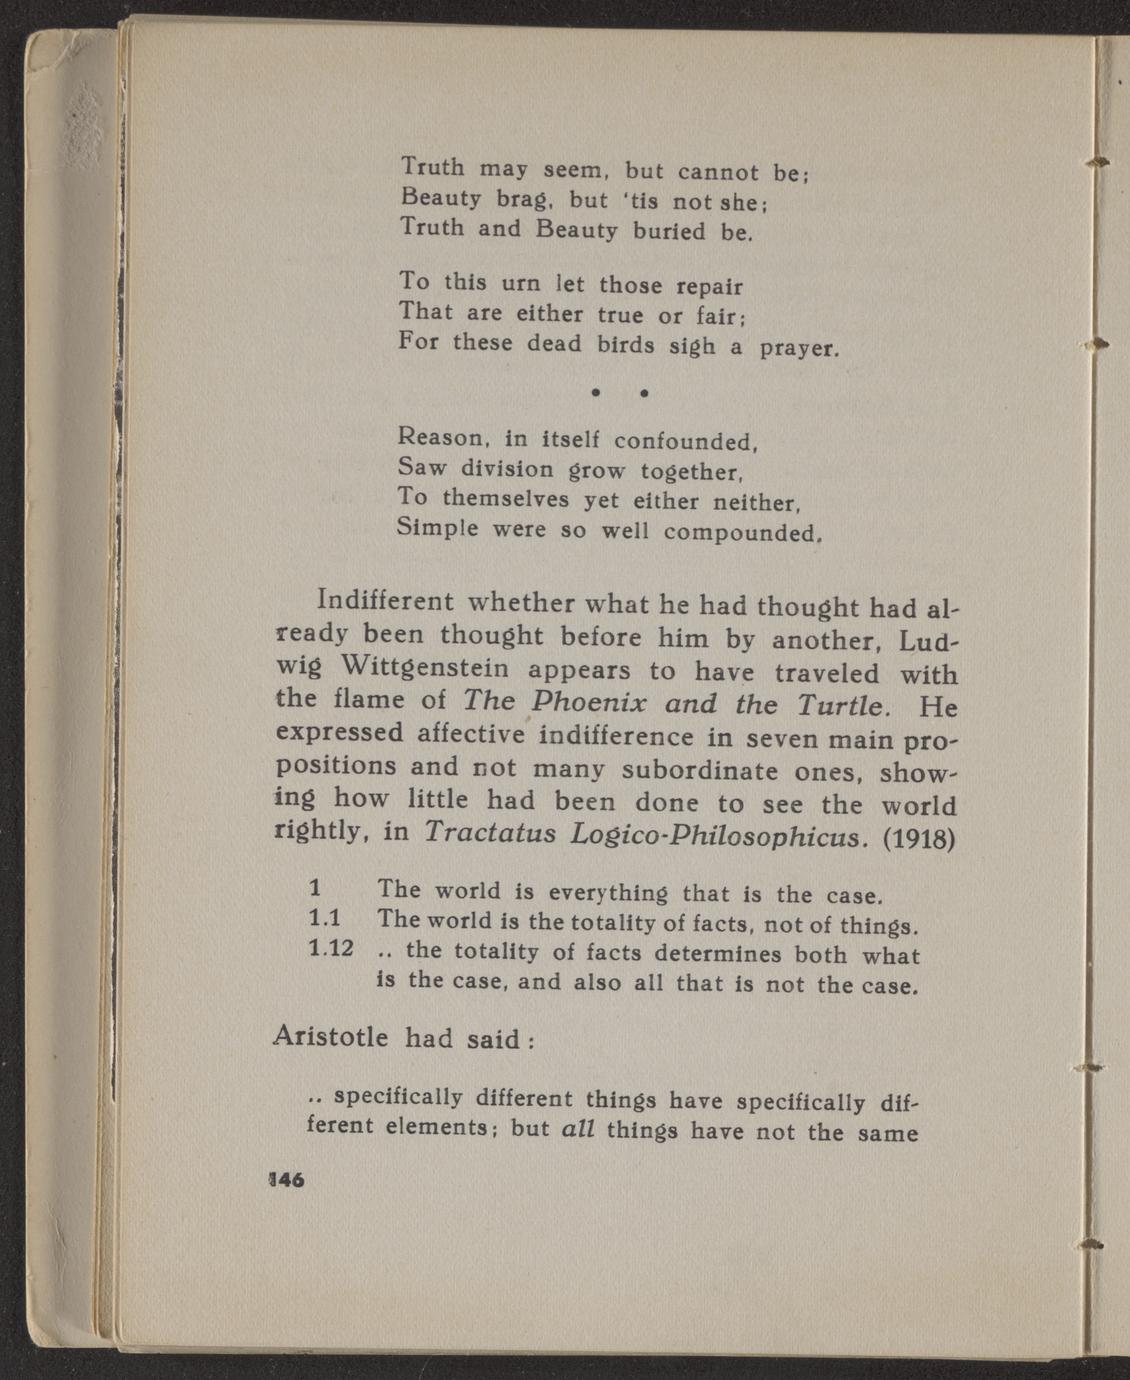 Truth may seem, but cannot be;
Beauty brag, but ‘tis not she;
Truth and Beauty buried be.
To this urn let those repair
That are either true or fair;
For these dead birds sigh a prayer.
• •
Reason, in itself confounded,
Saw division grow together,
To themselves yet either neither,
Simple were so well compounded.
Indifferent whether what he had thought had al-
ready been thought before him by another, Lud-
wig Wittgenstein appears to have traveled with
the flame of The Phoenix and the Turtle. He
expressed affective indifference in seven main pro-
positions and not many subordinate ones, show-
ing how little had been done to see the world
rightly, in Tractatus Logico-Philosophicus. (1918)
1 The world is everything that is the case.
1.1 The world is the totality of facts, not of things.
1.12 .. the totality of facts determines both what
is the case, and also all that is not the case.
Aristotle had said:
.. specifically different things have specifically dif-
ferent elements; but all things have not the same
146